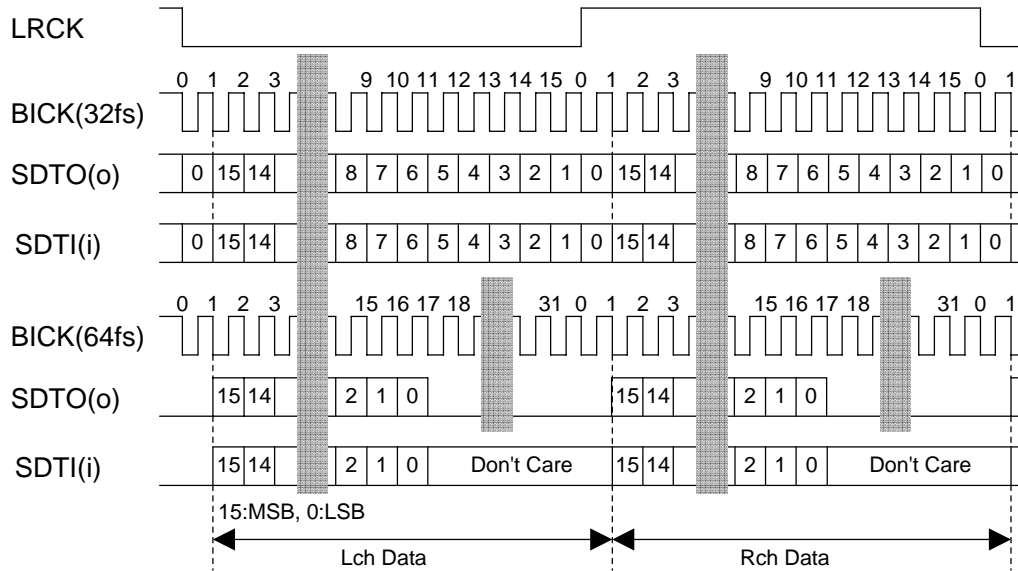 LRCK
0 1 2 3 9 10 11 12 13 14 15 0 1 2 3 9 10 11 12 13 14 15 0 1
BICK(32fs)
SDTO(o) 0 15 14 8 7 6 5 4 3 2 1 0 15 14 8 7 6 5 4 3 2 1 0
SDTI(i) 0 15 14 8 7 6 5 4 3 2 1 0 15 14 8 7 6 5 4 3 2 1 0
0 1 2 3 15 16 17 18 31 0 1 2 3 15 16 17 18 31 0 1
BICK(64fs)
SDTO(o) 15 14 2 1 0 15 14 2 1 0
SDTI(i) 15 14 2 1 0 Don't Care 15 14 2 1 0 Don't Care
15:MSB, 0:LSB
Lch Data Rch Data